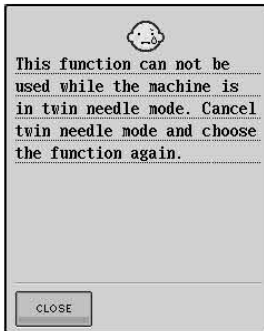 This function can not be
used while the machine is
in twin needle mode. Cancel
twin needle mode and choose
the function again.
CLOSE